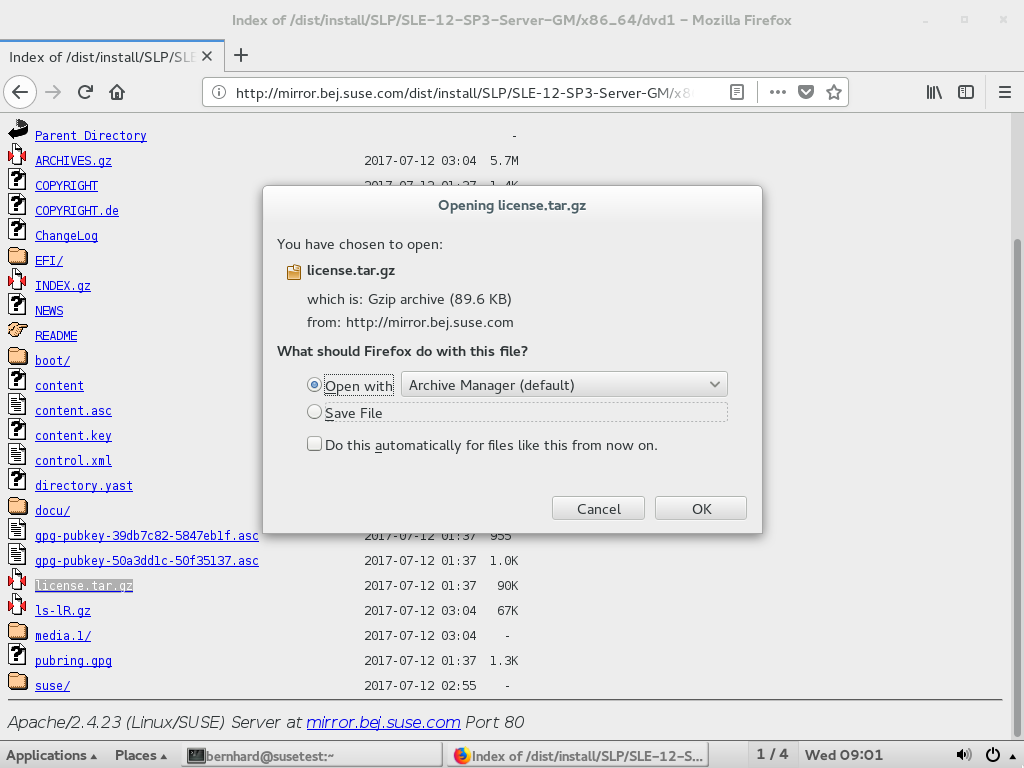 Index of /dist/install/SLP/SLE-12-SP3-Server-GM/x86_64/dvd1 – Mozilla Firefox
Index of /dist/install/SLP/SLE
http://mirror.bej.suse.com/dist/install/SLP/SLE-12-SP3-Server-GM/x8
Parent Directory -
ARCHIVES.gz 2017-07-12 03:04 5.7M
COPYRIGHT 2017-07-12 01:37 1.4K
COPYRIGHT.de
ChangeLog
EFI/
INDEX.gz
NEWS
README
boot/
content
content.asc
content.key
control.xml
directory.yast
docu/
gpg-pubkey-39db7c82-5847eb1f.asc 2017-07-12 01:37 955
gpg-pubkey-50a3dd1c-50f35137.asc 2017-07-12 01:37 1.0K
license.tar.gz 2017-07-12 01:37 90K
ls-lR.gz 2017-07-12 03:04 67K
media.1/ 2017-07-12 03:04 -
pubring.gpg 2017-07-12 01:37 1.3K
suse/ 2017-07-12 02:55 -
Apache/2.4.23 (Linux/SUSE) Server at mirror.bej.suse.com Port 80
Opening license.tar.gz
You have chosen to open:
license.tar.gz
which is: Gzip archive (89.6 KB)
from: http://mirror.bej.suse.com
What should Firefox do with this file?
Open with Archive Manager (default)
Save File
Do this automatically for files like this from now on.
Cancel OK
Applications Places bernhard@susetest:~ Index of /dist/install/SLP/SLE-12-S... 1 / 4 Wed 09:01